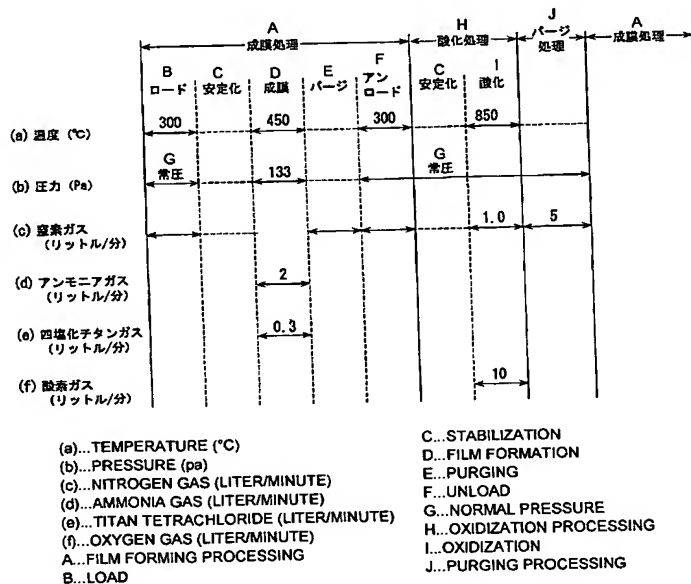 A H J A
成膜処理 酸化処理 パージ処理 成膜処理
B C D E F C I
ロード 安定化 成膜 パージ アンロード 安定化 酸化
(a) 温度 (℃) 300 450 300 850
G G
(b) 圧力 (Pa) 常圧 133 常圧
(c) 窒素ガス 1.0 5
(リットル/分)
(d) アンモニアガス 2
(リットル/分)
(e) 四塩化チタンガス 0.3
(リットル/分)
(f) 酸素ガス 10
(リットル/分)
(a)...TEMPERATURE (°C)
(b)...PRESSURE (pa)
(c)...NITROGEN GAS (LITER/MINUTE)
(d)...AMMONIA GAS (LITER/MINUTE)
(e)...TITAN TETRACHLORIDE (LITER/MINUTE)
(f)...OXYGEN GAS (LITER/MINUTE)
A...FILM FORMING PROCESSING
B...LOAD
C...STABILIZATION
D...FILM FORMATION
E...PURGING
F...UNLOAD
G...NORMAL PRESSURE
H...OXIDIZATION PROCESSING
I...OXIDIZATION
J...PURGING PROCESSING